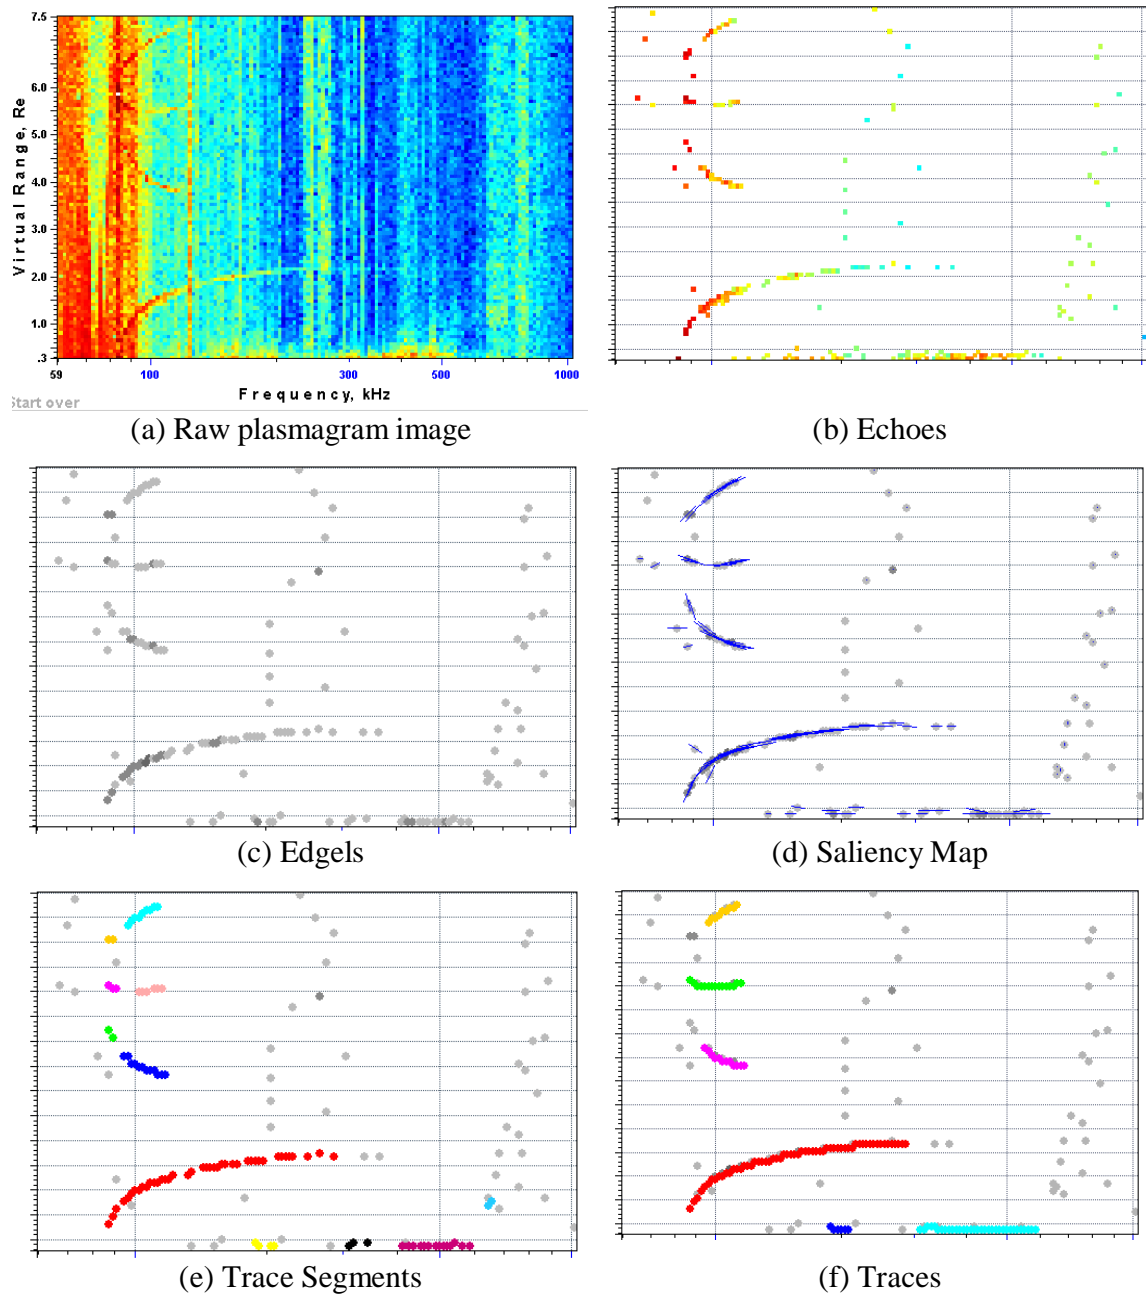 7.5
6.0
5.0
4.0
3.0
2.0
1.0
.3
Virtual Range, Re
59 100 300 500 1000
Frequency, kHz
Start over
(a) Raw plasmagram image
(b) Echoes
(c) Edgels
(d) Saliency Map
(e) Trace Segments
(f) Traces